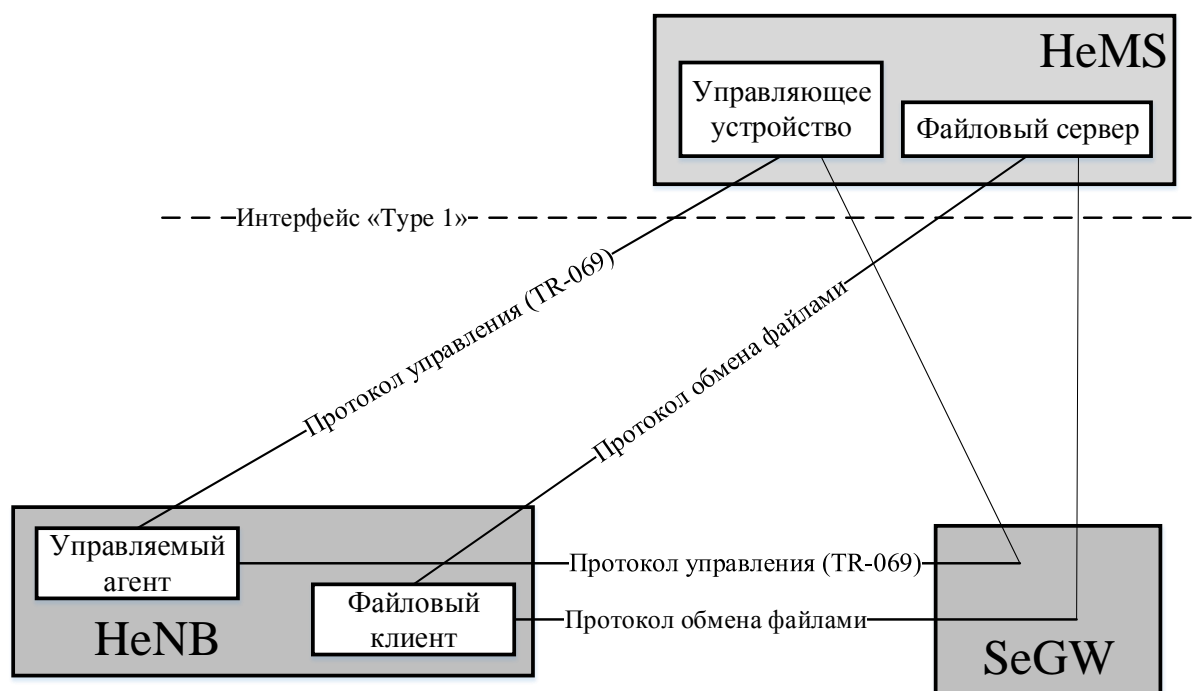 HeMS
Управляющее
устройство
Файловый сервер
Интерфейс «Type 1»
Протокол управления (TR-069)
Протокол обмена файлами
Управляемый
агент
Файловый
клиент
HeNB
Протокол управления (TR-069)
Протокол обмена файлами
SeGW